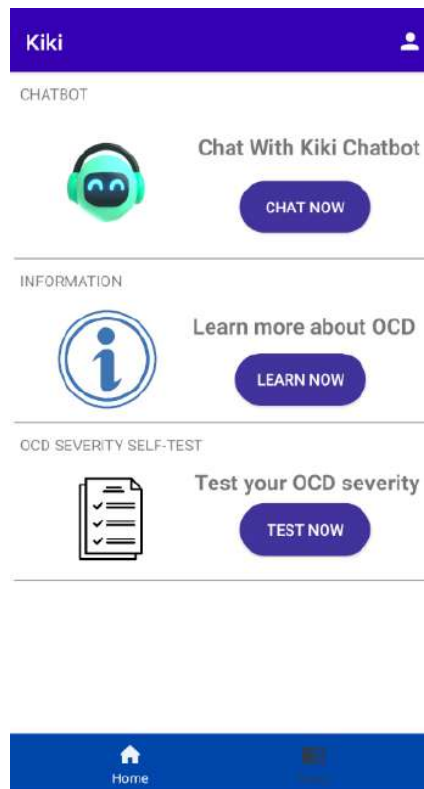 Kiki
CHATBOT
Chat With Kiki Chatbot
CHAT NOW
INFORMATION
Learn more about OCD
LEARN NOW
OCD SEVERITY SELF-TEST
Test your OCD severity
TEST NOW
Home